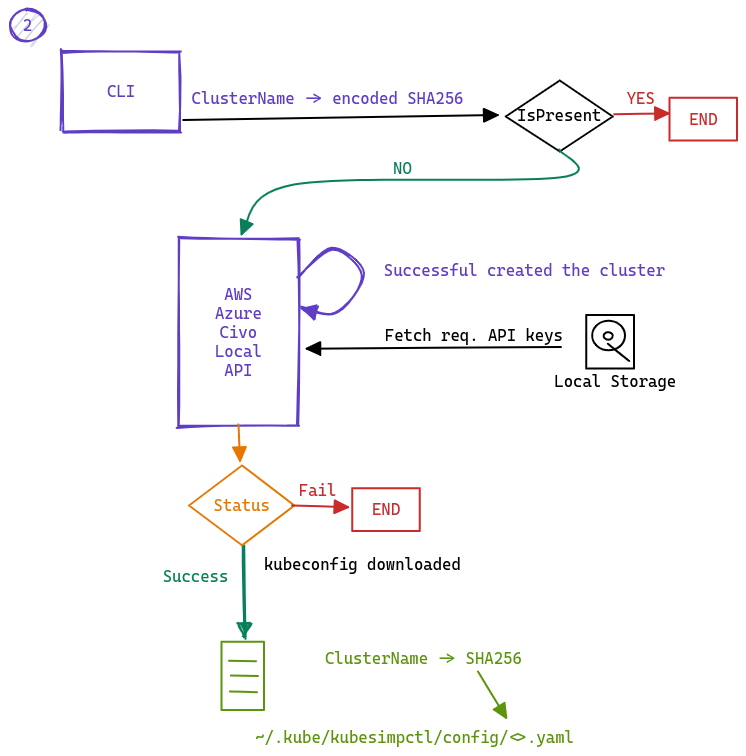 2
CLI
ClusterName → encoded SHA256
IsPresent
YES
END
NO
AWS
Azure
Civo
Local
API
Successful created the cluster
Fetch req. API keys
Local Storage
Status
Fail
END
Success
kubeconfig downloaded
ClusterName → SHA256
~/.kube/kubesimpctl/config/<>.yaml